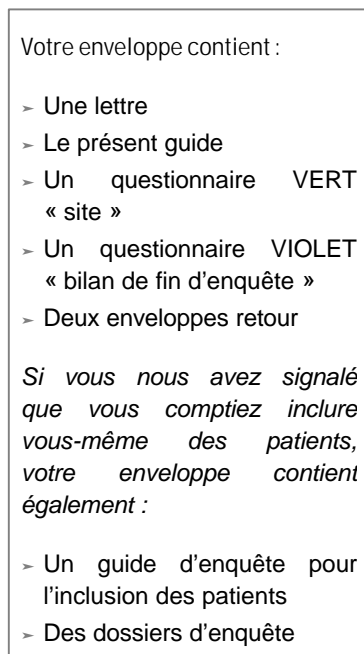 Votre enveloppe contient :
➢ Une lettre
➢ Le présent guide
➢ Un questionnaire VERT
« site »
➢ Un questionnaire VIOLET
« bilan de fin d’enquête »
➢ Deux enveloppes retour
Si vous nous avez signalé
que vous comptiez inclure
vous-même des patients,
votre enveloppe contient
également :
➢ Un guide d’enquête pour
l’inclusion des patients
➢ Des dossiers d’enquête